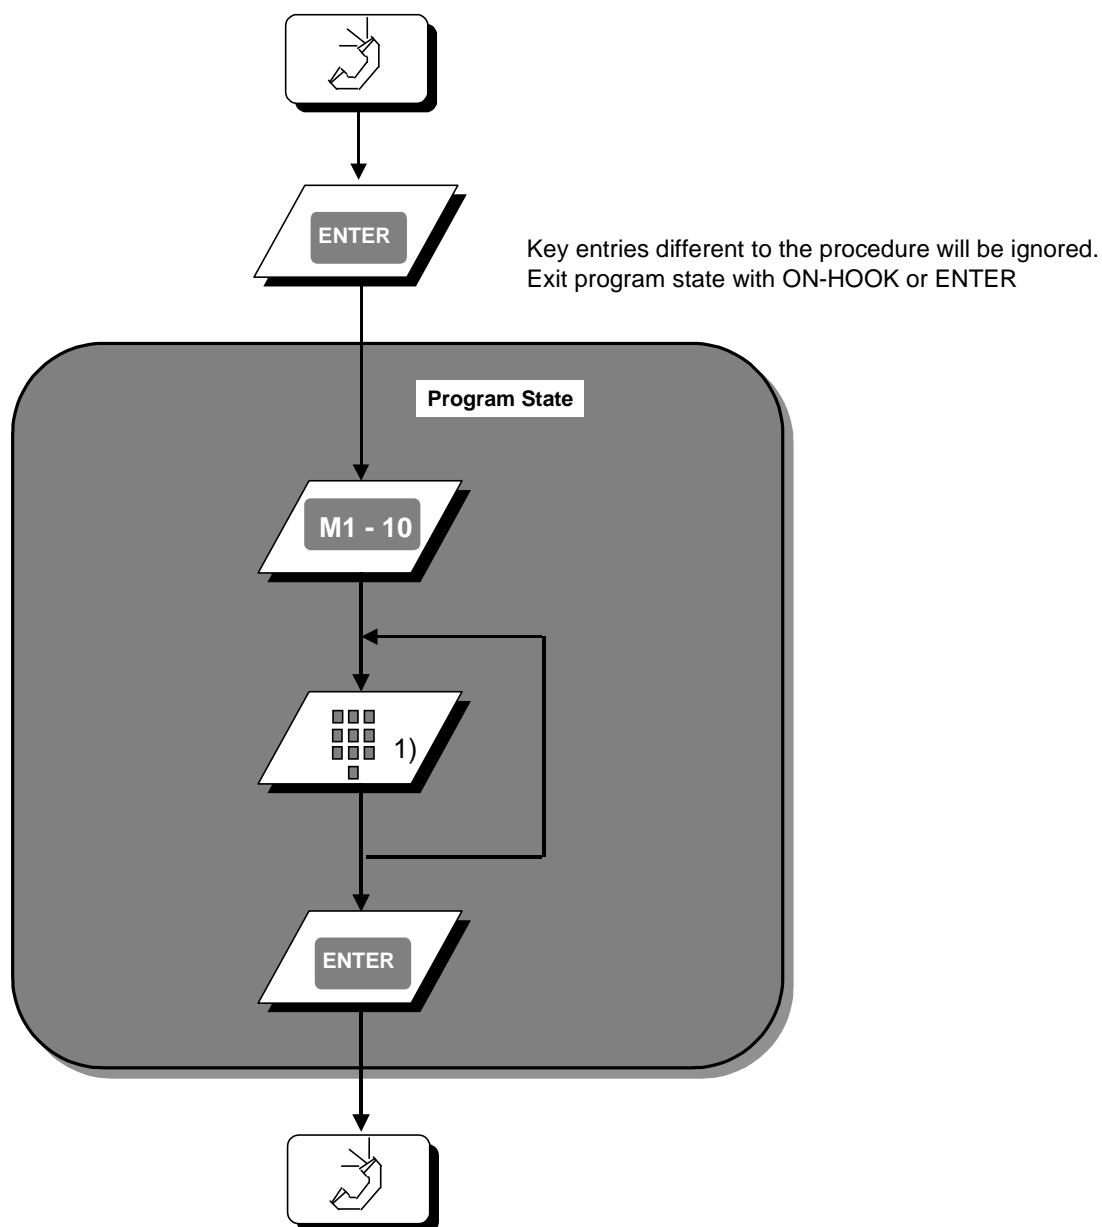 ENTER
Key entries different to the procedure will be ignored.
Exit program state with ON-HOOK or ENTER
Program State
M1 - 10
1)
ENTER